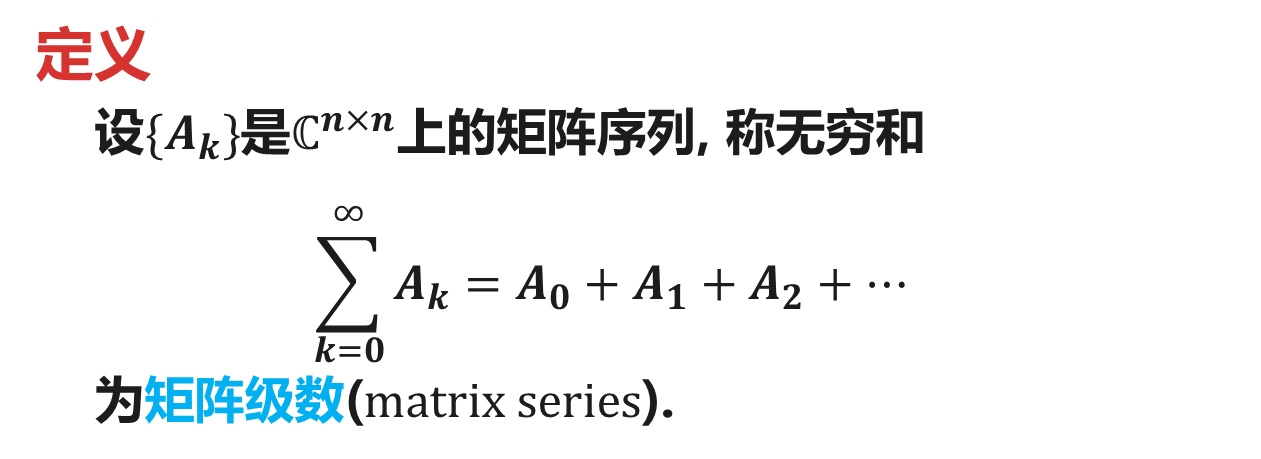 定义
设{A_k}是ℂ^{n×n}上的矩阵序列, 称无穷和
\sum_{k=0}^{∞} A_k = A_0 + A_1 + A_2 + ⋯
为矩阵级数(matrix series).